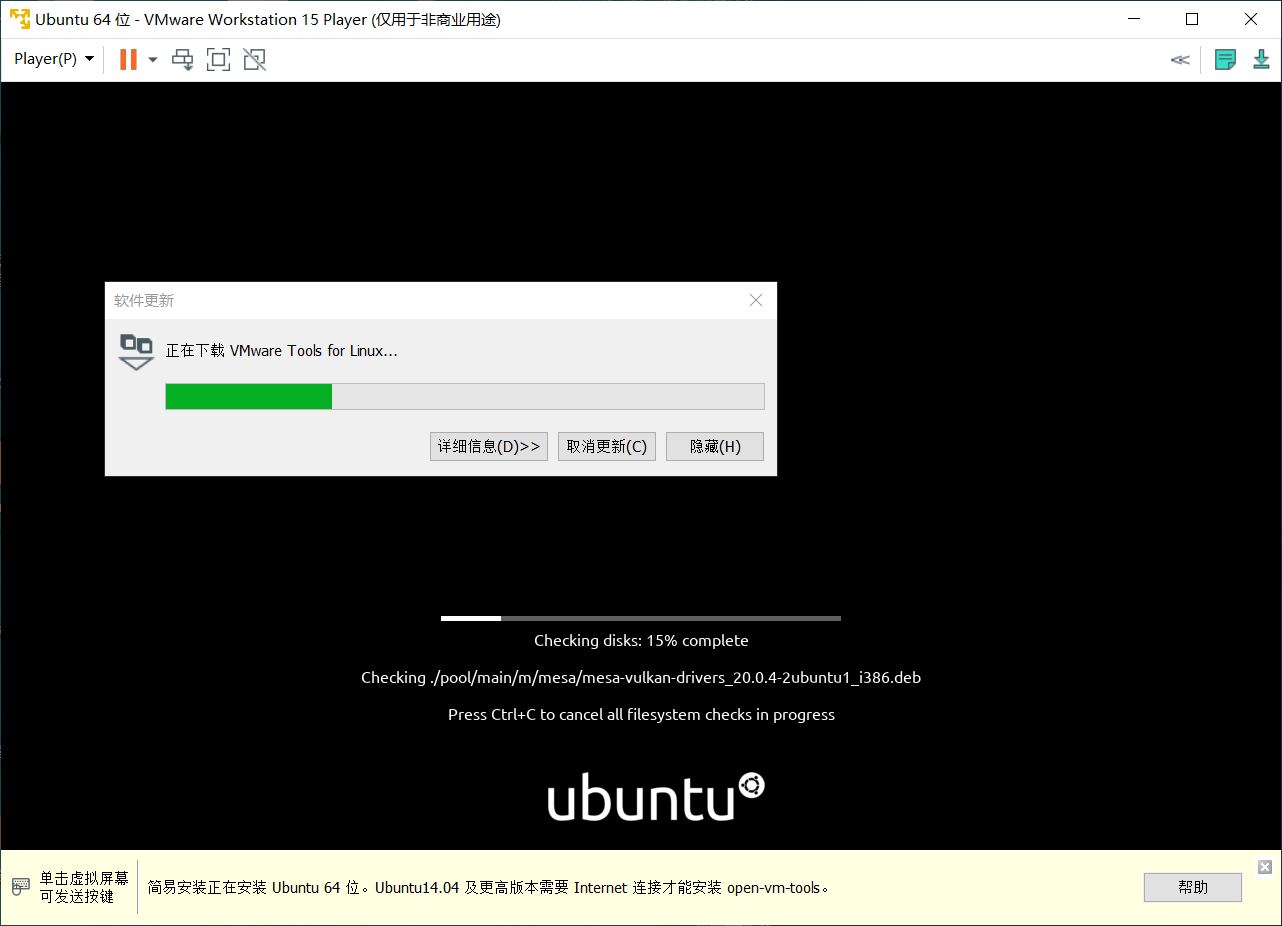 Ubuntu 64 位 - VMware Workstation 15 Player (仅用于非商业用途)
Player(P)
软件更新
正在下载 VMware Tools for Linux...
详细信息(D)>>
取消更新(C)
隐藏(H)
Checking disks: 15% complete
Checking ./pool/main/m/mesa/mesa-vulkan-drivers_20.0.4-2ubuntu1_i386.deb
Press Ctrl+C to cancel all filesystem checks in progress
ubuntu
单击虚拟屏幕
可发送按键
简易安装正在安装 Ubuntu 64 位。Ubuntu14.04 及更高版本需要 Internet 连接才能安装 open-vm-tools。
帮助